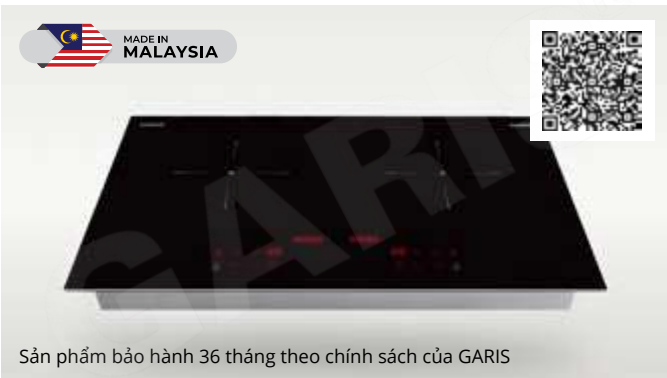 MADE IN
MALAYSIA
GARIS
Sản phẩm bảo hành 36 tháng theo chính sách của GARIS